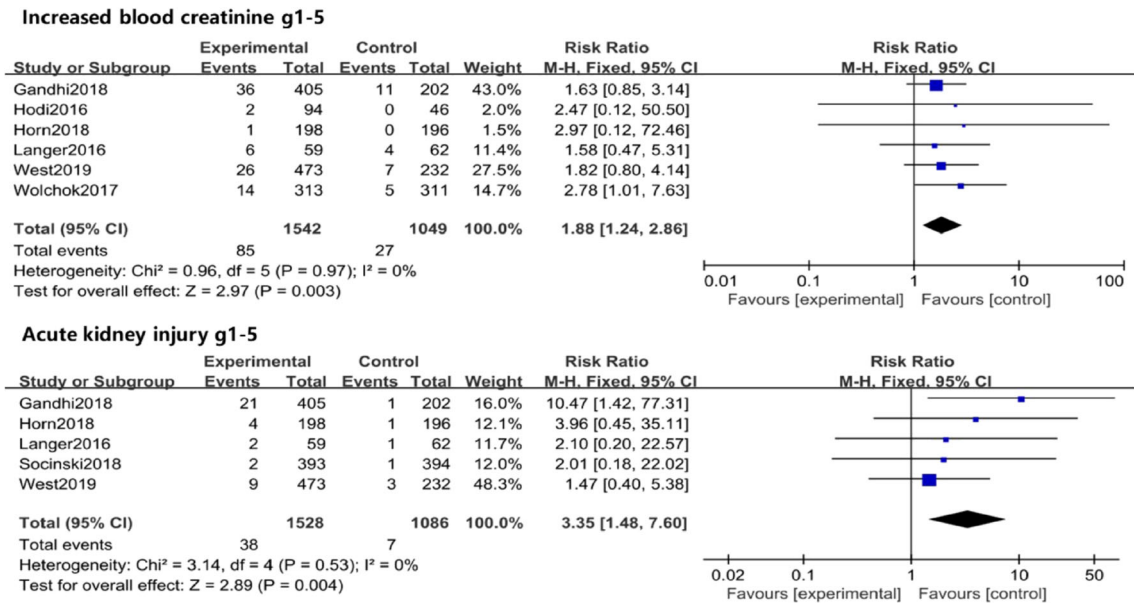 Increased blood creatinine g1-5
Experimental Control Risk Ratio Risk Ratio
Study or Subgroup Events Total Events Total Weight M-H, Fixed, 95% CI M-H, Fixed, 95% CI
Gandhi2018 36 405 11 202 43.0% 1.63 [0.85, 3.14]
Hodi2016 2 94 0 46 2.0% 2.47 [0.12, 50.50]
Horn2018 1 198 0 196 1.5% 2.97 [0.12, 72.46]
Langer2016 6 59 4 62 11.4% 1.58 [0.47, 5.31]
West2019 26 473 7 232 27.5% 1.82 [0.80, 4.14]
Wolchok2017 14 313 5 311 14.7% 2.78 [1.01, 7.63]
Total (95% CI) 1542 1049 100.0% 1.88 [1.24, 2.86]
Total events 85 27
Heterogeneity: Chi² = 0.96, df = 5 (P = 0.97); I² = 0%
Test for overall effect: Z = 2.97 (P = 0.003)
0.01 0.1 1 10 100
Favours [experimental] Favours [control]
Acute kidney injury g1-5
Experimental Control Risk Ratio Risk Ratio
Study or Subgroup Events Total Events Total Weight M-H, Fixed, 95% CI M-H, Fixed, 95% CI
Gandhi2018 21 405 1 202 16.0% 10.47 [1.42, 77.31]
Horn2018 4 198 1 196 12.1% 3.96 [0.45, 35.11]
Langer2016 2 59 1 62 11.7% 2.10 [0.20, 22.57]
Socinski2018 2 393 1 394 12.0% 2.01 [0.18, 22.02]
West2019 9 473 3 232 48.3% 1.47 [0.40, 5.38]
Total (95% CI) 1528 1086 100.0% 3.35 [1.48, 7.60]
Total events 38 7
Heterogeneity: Chi² = 3.14, df = 4 (P = 0.53); I² = 0%
Test for overall effect: Z = 2.89 (P = 0.004)
0.02 0.1 1 10 50
Favours [experimental] Favours [control]